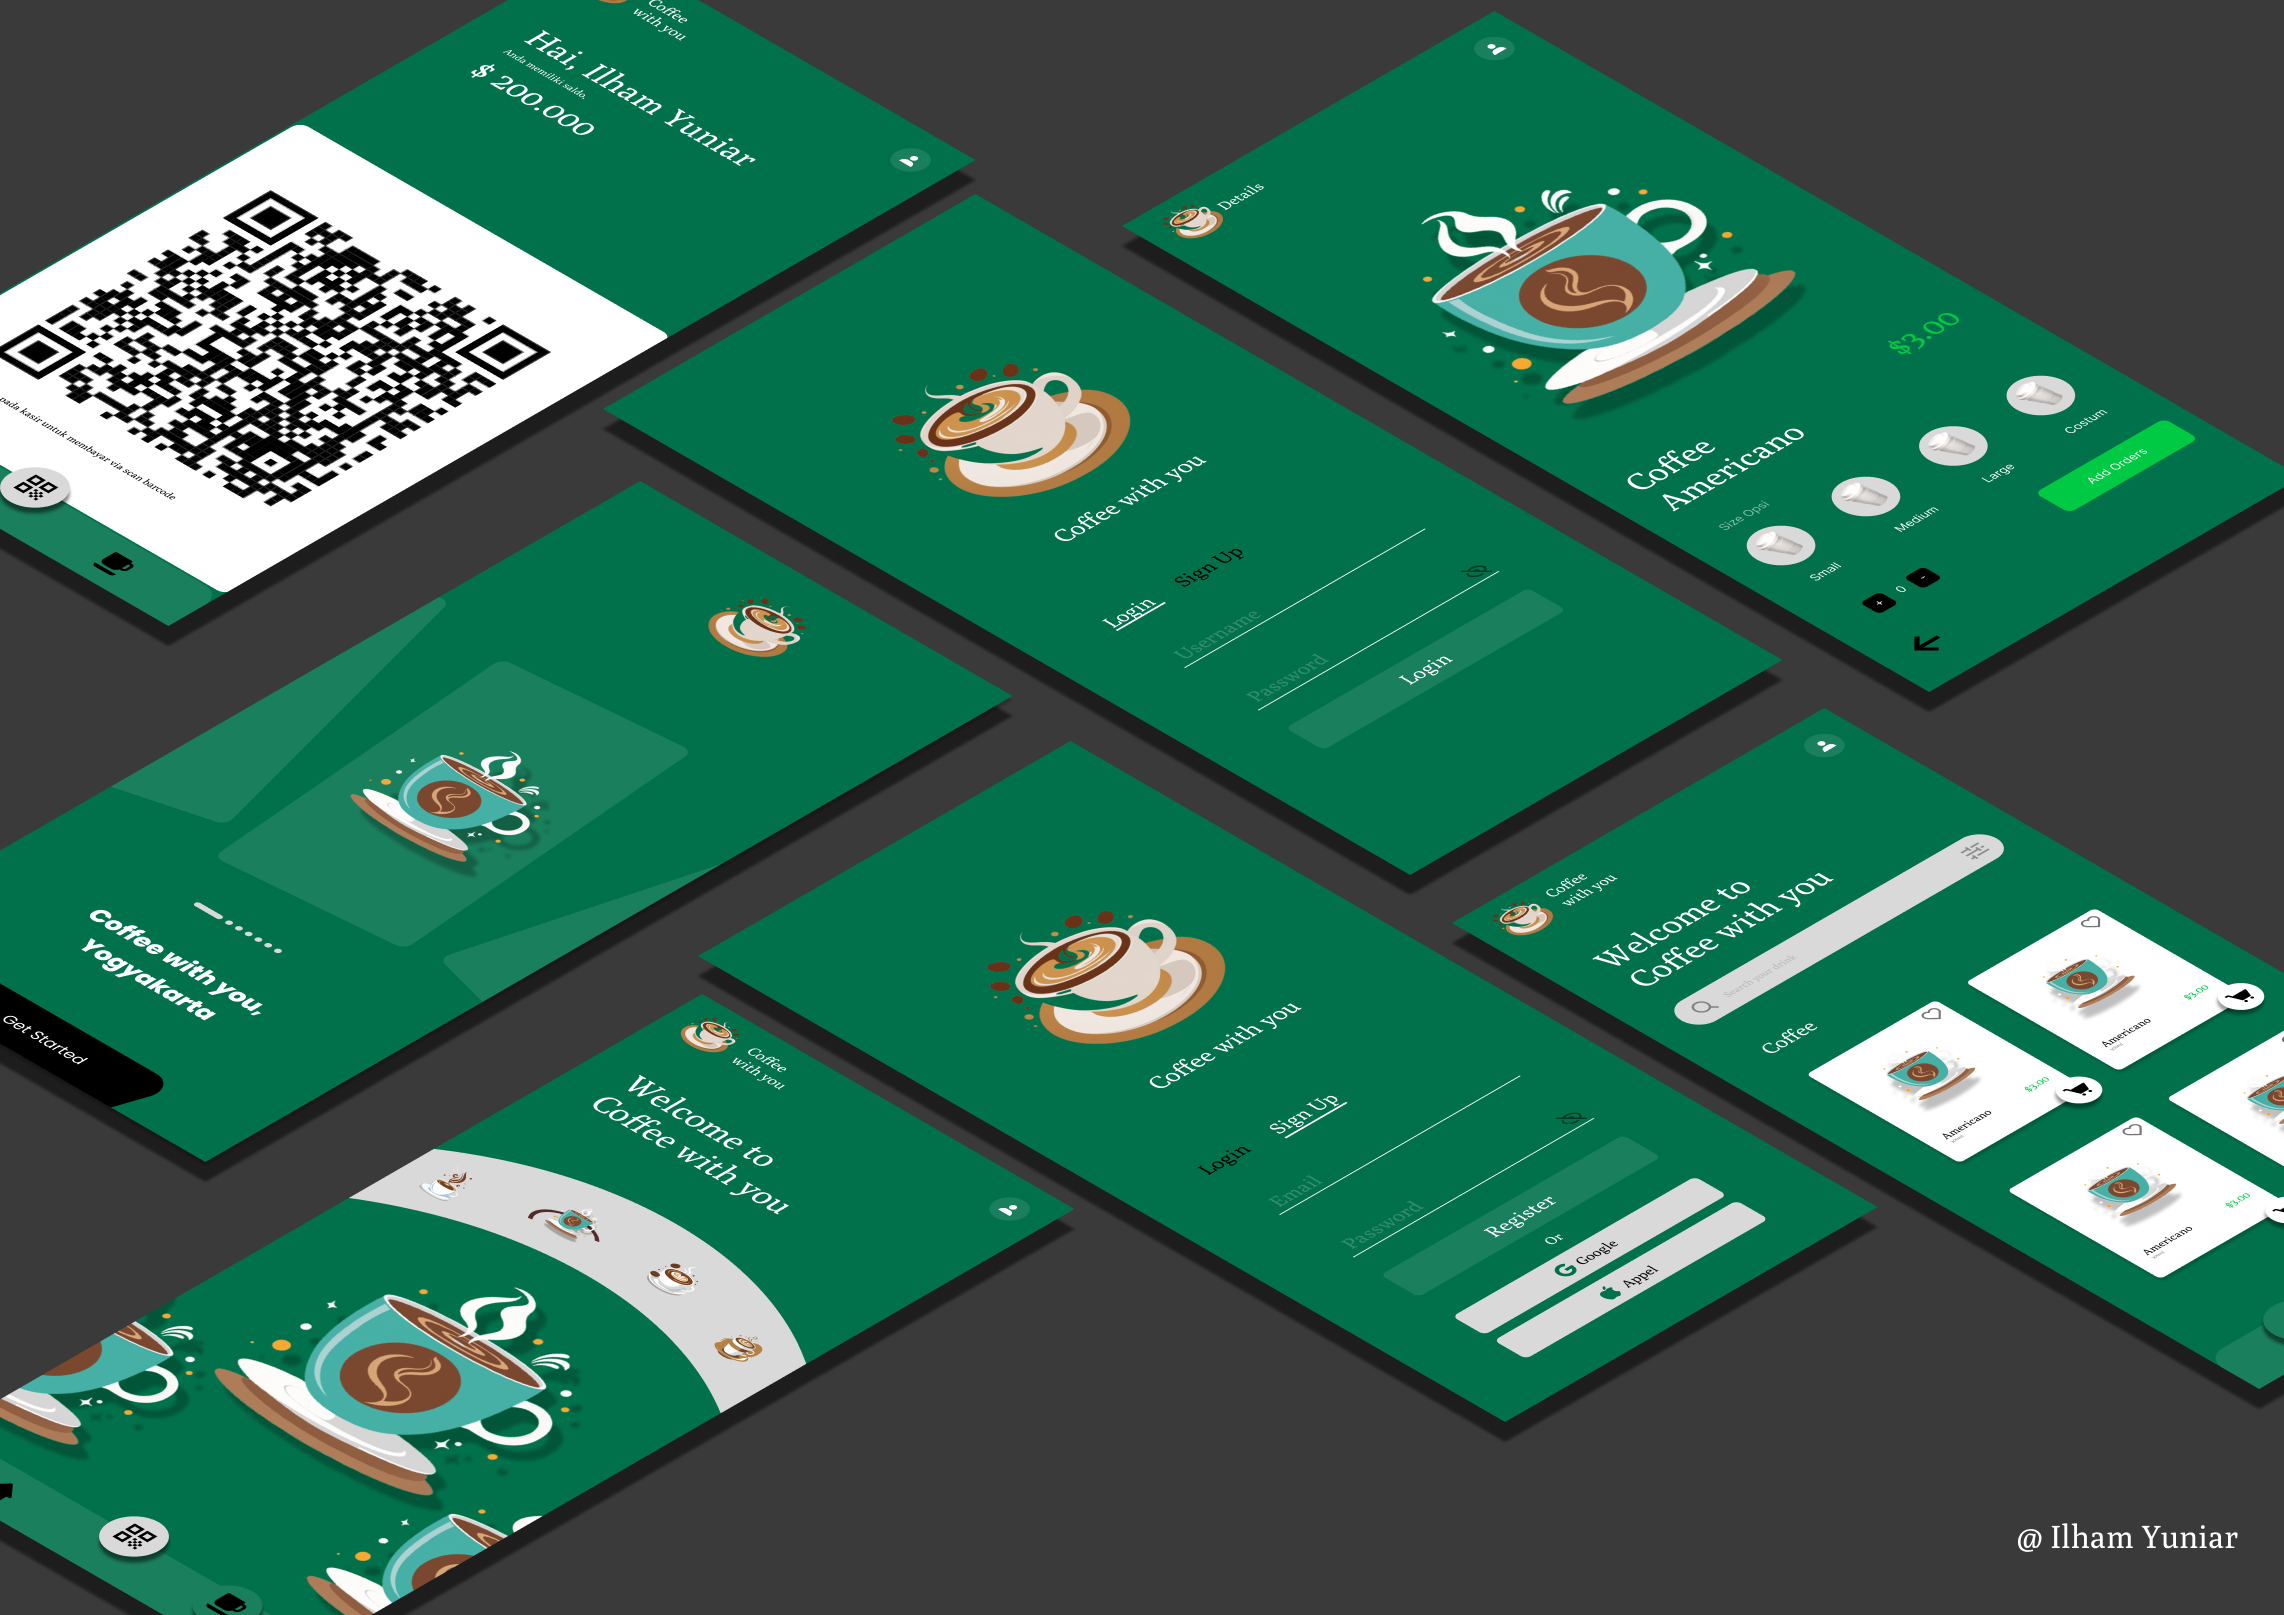 Coffee
with you
Hai, Ilham Yuniar
Anda memiliki saldo.
$ 200.000
pada kasir untuk membayar via scan barcode
Details
$3.00
Coffee
Americano
Size Opsi
Small
Medium
Large
Costum
+
0
-
Add Orders
Coffee with you
Login
Sign Up
Username
Password
Login
Coffee with you,
Yogyakarta
Get Started
Coffee with you
Login
Sign Up
Email
Password
Register
Or
Google
Appel
Coffee
with you
Welcome to
Coffee with you
Search your drink
Coffee
$3.00
Americano
$3.00
Americano
$3.00
Americano
Coffee
with you
Welcome to
Coffee with you
@ Ilham Yuniar